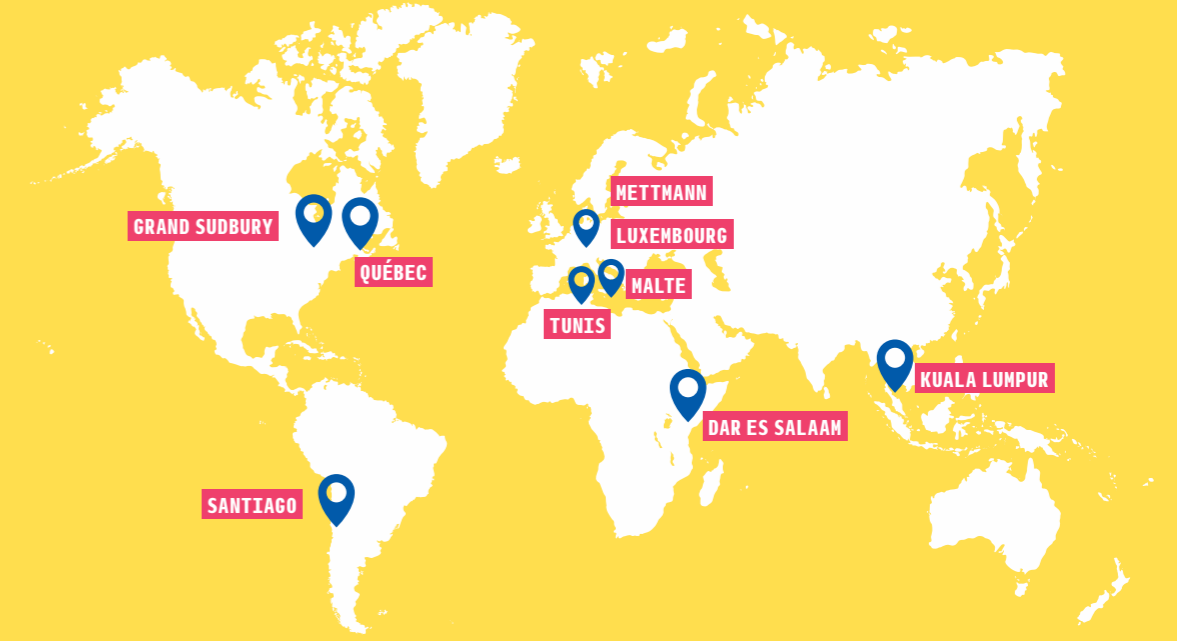 METTMANN
GRAND SUDBURY
LUXEMBOURG
QUÉBEC
MALTE
TUNIS
KUALA LUMPUR
DAR ES SALAAM
SANTIAGO